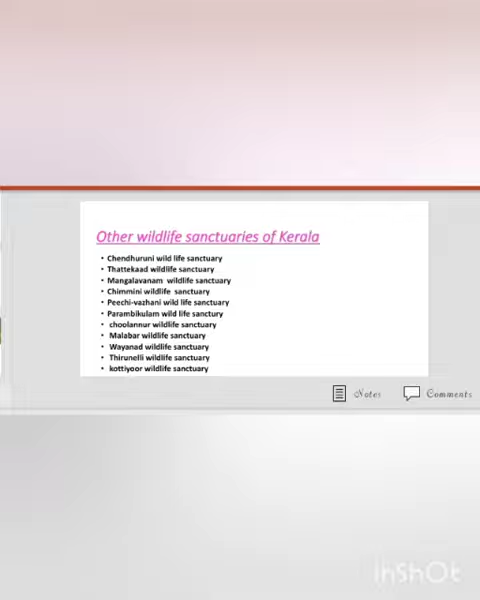 Other wildlife sanctuaries of Kerala
• Chendhuruni wild life sanctuary
• Thattekaad wildlife sanctuary
• Mangalavanam wildlife sanctuary
• Chimmini wildlife sanctuary
• Peechi-vazhani wild life sanctuary
• Parambikulam wild life sanctury
• choolannur wildlife sanctuary
• Malabar wildlife sanctuary
• Wayanad wildlife sanctuary
• Thirunelli wildlife sanctuary
• kottiyoor wildlife sanctuary
Notes
Comments
InShOt